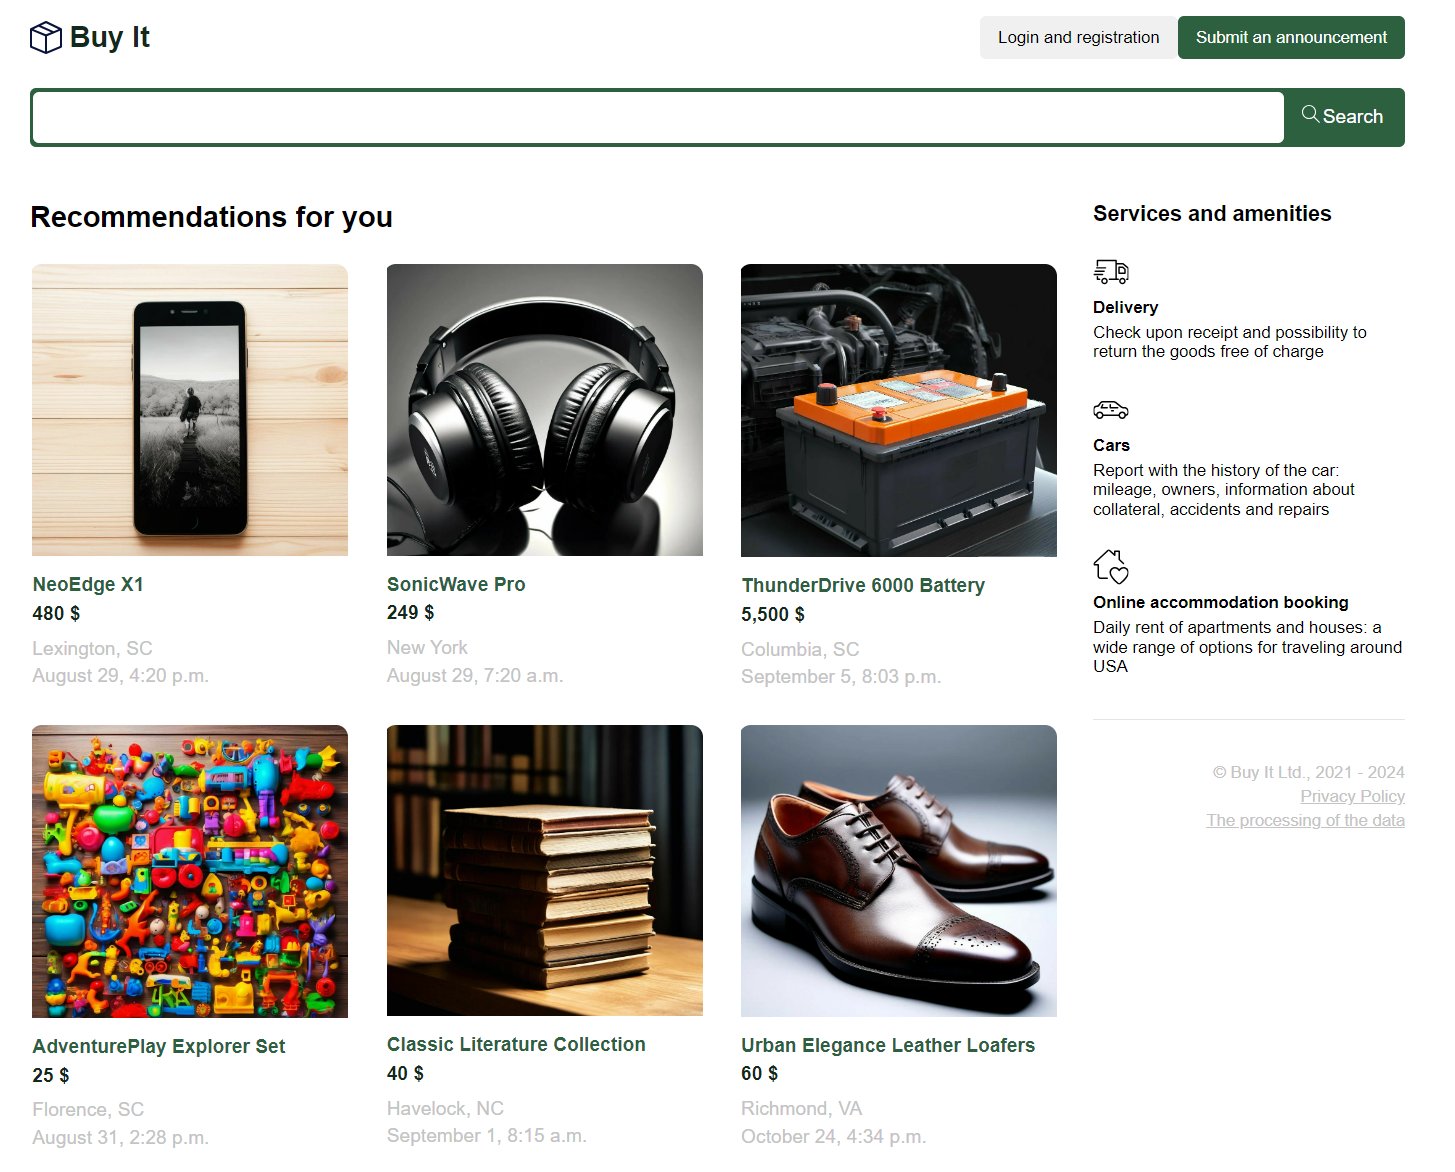 Buy It
Login and registration
Submit an announcement
Search
Recommendations for you
NeoEdge X1
480 $
Lexington, SC
August 29, 4:20 p.m.
SonicWave Pro
249 $
New York
August 29, 7:20 a.m.
ThunderDrive 6000 Battery
5,500 $
Columbia, SC
September 5, 8:03 p.m.
AdventurePlay Explorer Set
25 $
Florence, SC
August 31, 2:28 p.m.
Classic Literature Collection
40 $
Havelock, NC
September 1, 8:15 a.m.
Urban Elegance Leather Loafers
60 $
Richmond, VA
October 24, 4:34 p.m.
Services and amenities
Delivery
Check upon receipt and possibility to
return the goods free of charge
Cars
Report with the history of the car:
mileage, owners, information about
collateral, accidents and repairs
Online accommodation booking
Daily rent of apartments and houses: a
wide range of options for traveling around
USA
© Buy It Ltd., 2021 - 2024
Privacy Policy
The processing of the data